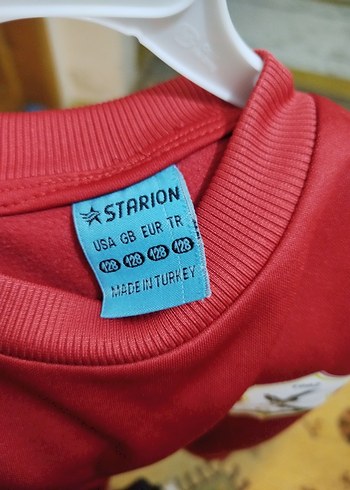 STARION
USA GB EUR TR
128 128 128 128
MADE IN TURKEY